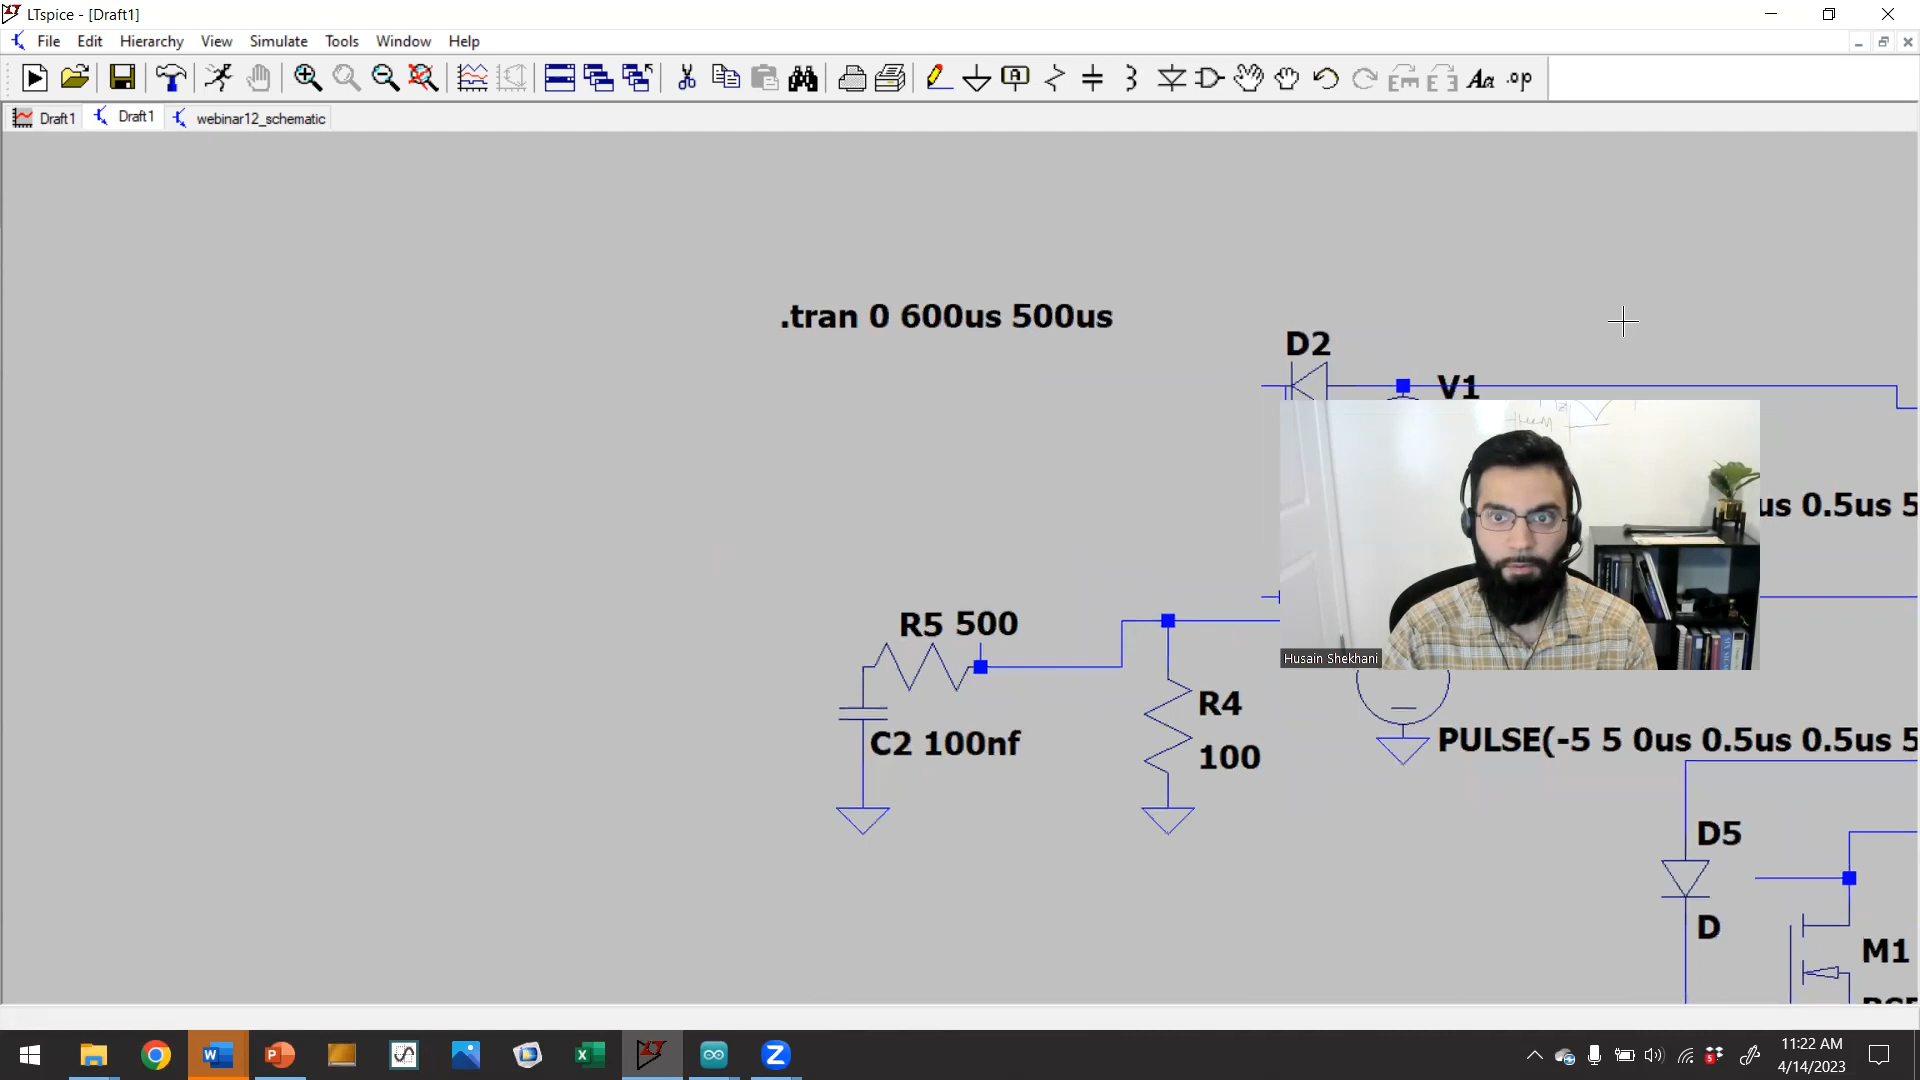 LTspice - [Draft1]
File Edit Hierarchy View Simulate Tools Window Help
Aa .op
Draft1 Draft1 webinar12_schematic
.tran 0 600us 500us
D2
V1
us 0.5us 5
R5 500
Husain Shekhani
R4
C2 100nf
PULSE(-5 5 0us 0.5us 0.5us 5
100
D5
D
M1
11:22 AM
4/14/2023